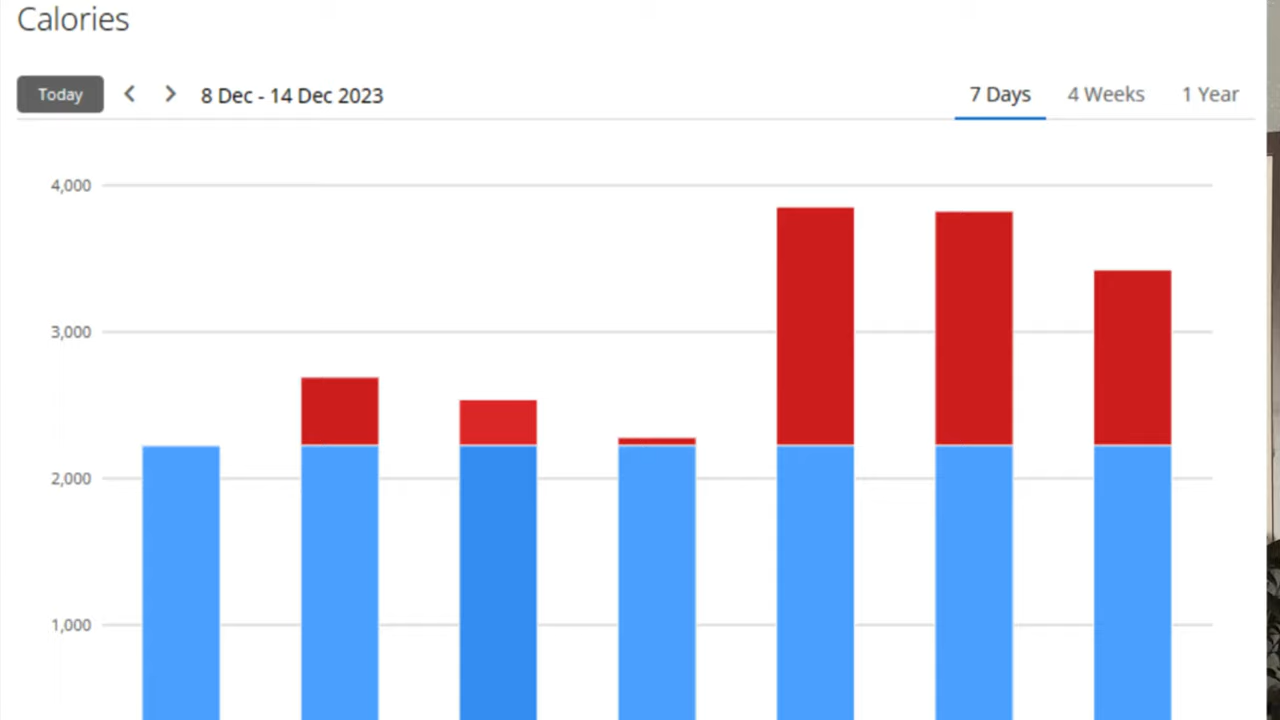 Calories
Today 8 Dec - 14 Dec 2023 7 Days 4 Weeks 1 Year
4,000
3,000
2,000
1,000